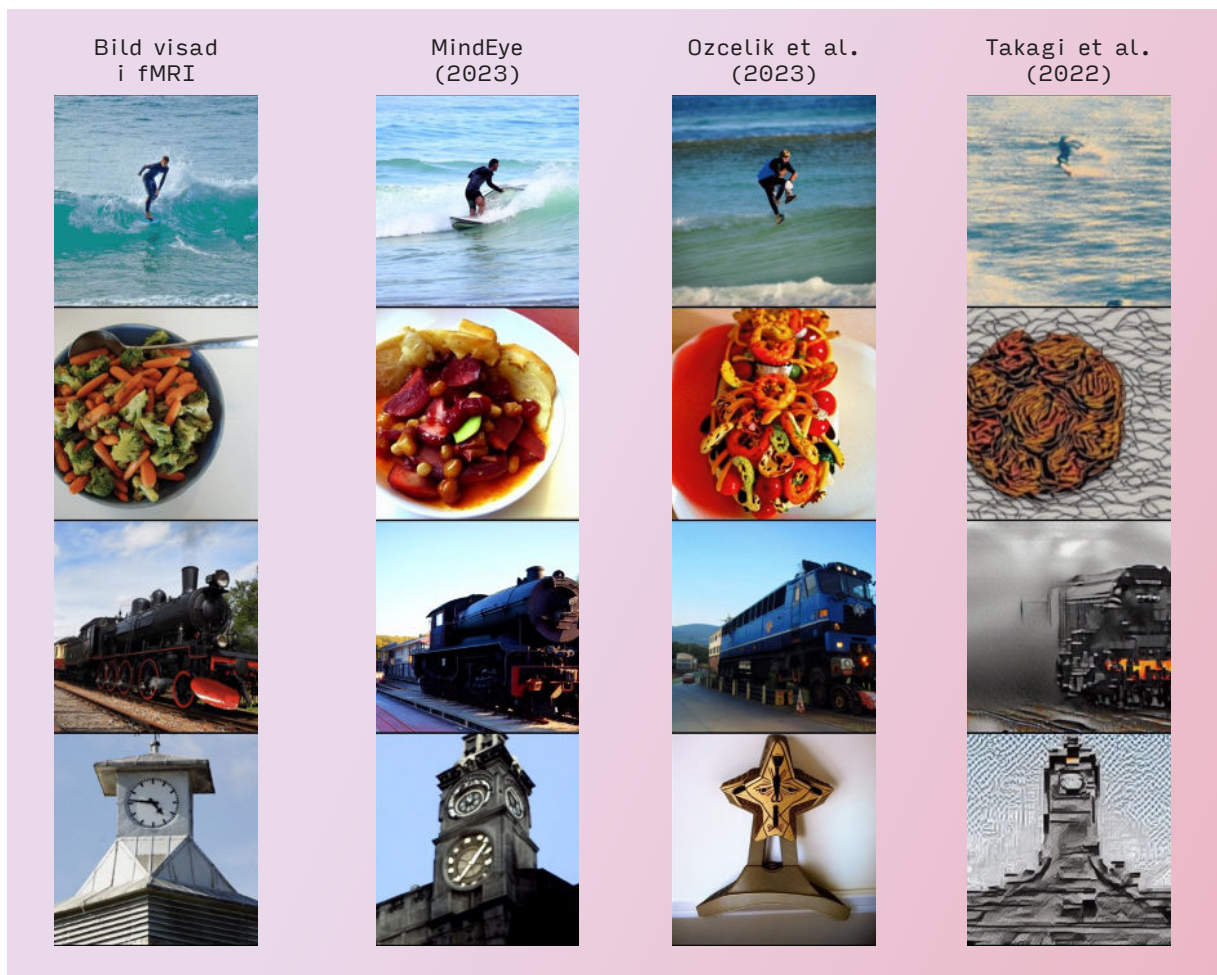 Bild visad
i fMRI
MindEye
(2023)
Ozcelik et al.
(2023)
Takagi et al.
(2022)